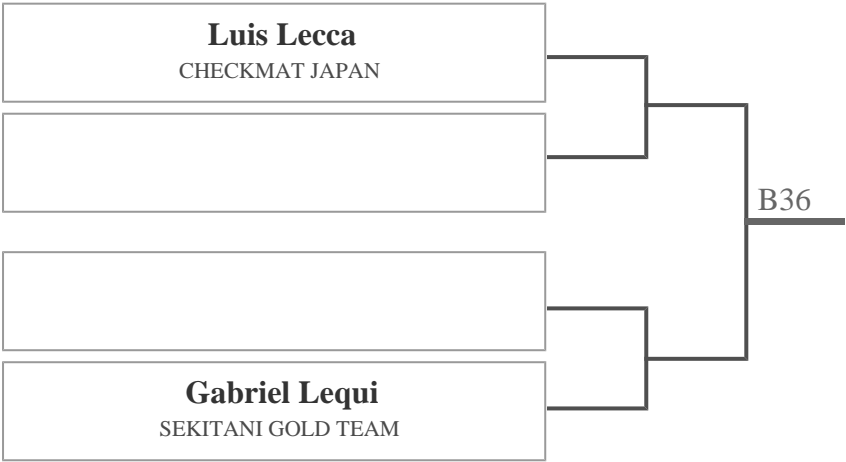 Luis Lecca
CHECKMAT JAPAN
B36
Gabriel Lequi
SEKITANI GOLD TEAM